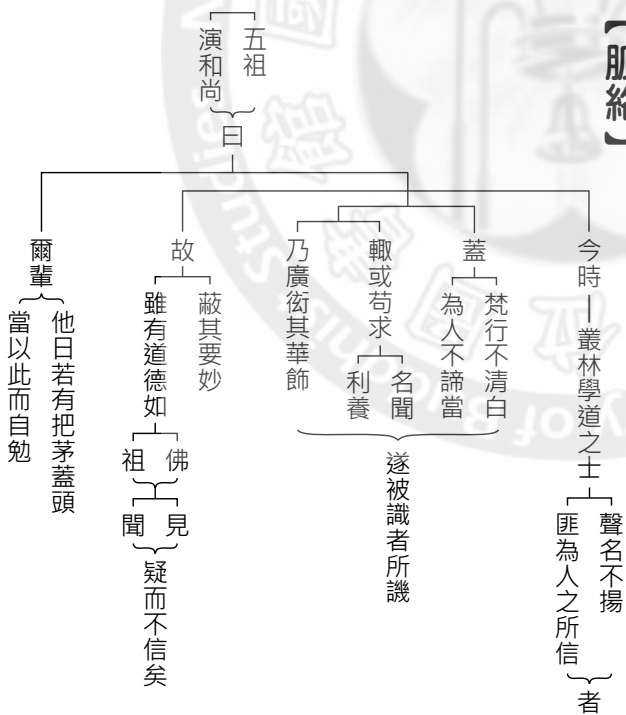 【脈絡】
五祖
演和尚
曰
今時
叢林學道之士
聲名不揚
匪為人之所信
者
蓋
梵行不清白
為人不諦當
輙或苟求
名聞
利養
乃廣衒其華飾
遂被識者所譏
故
蔽其要妙
雖有道德如
佛
祖
見
聞
疑而不信矣
爾輩
他日若有把茅蓋頭
當以此而自勉